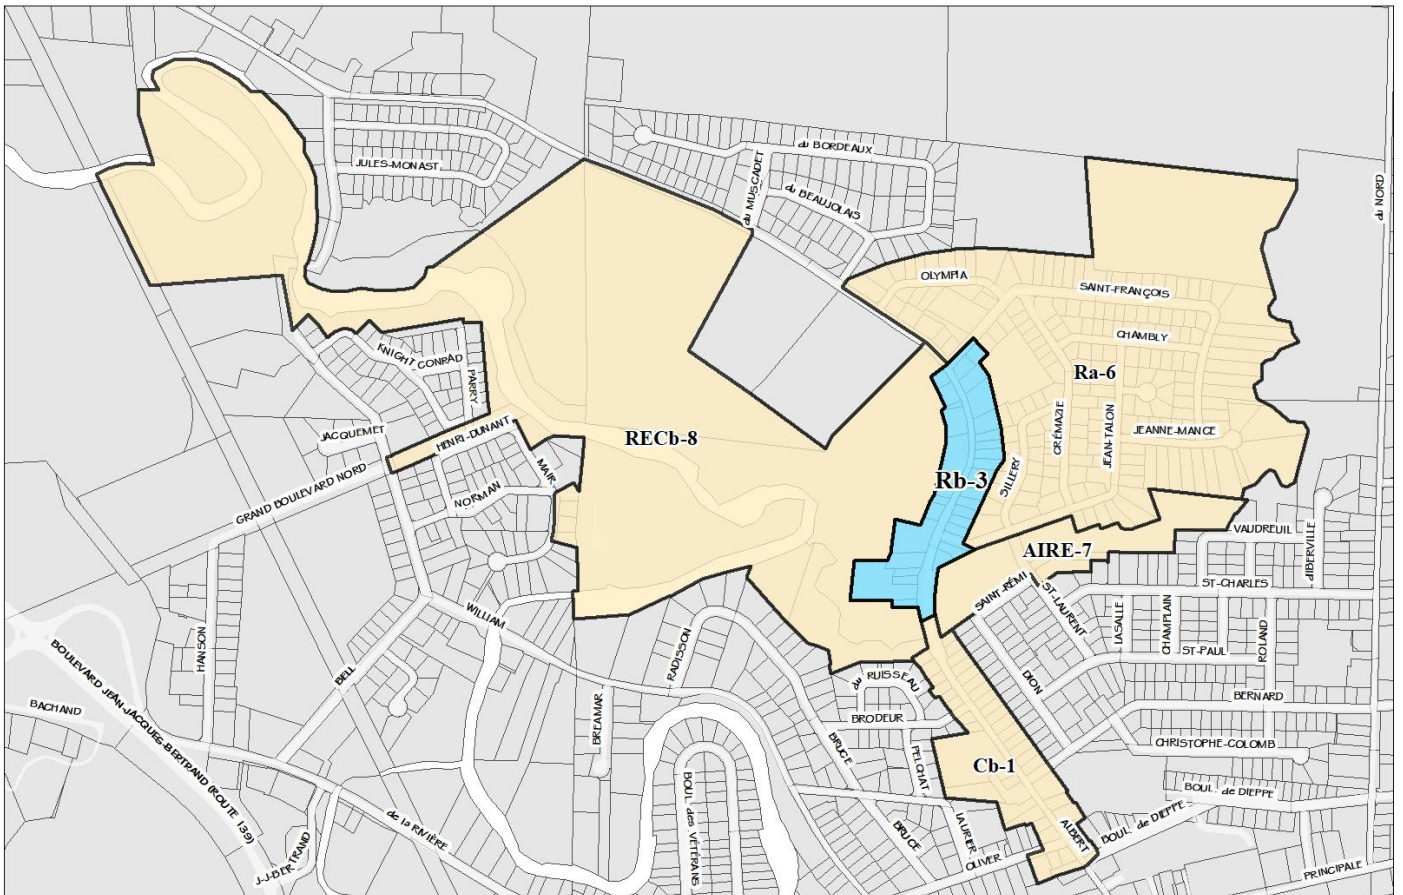 du BORDEAUX
JULES-MONAST
du MUSCADET
du BEAUJOLAIS
du NORD
OLYMPIA
SAINT-FRANÇOIS
CHAMBLY
KNIGHT
CONRAD
PARRY
Ra-6
HENRI-DUNANT
JACQUEMET
RECb-8
CRÉMAZIE
JEAN-TALON
JEANNE-MANCE
MAIR
GRAND BOULEVARD NORD
NORMAN
Rb-3
SILLERY
VAUDREUIL
D'IBERVILLE
AIRE-7
SAINT-RÉMI
ST-LAURENT
ST-CHARLES
LASALLE
CHAMPLAIN
ROLAND
ST-PAUL
WILLIAM
HANSON
RADISSON
BELL
BOULEVARD JEAN-JACQUES-BERTRAND (ROUTE 139)
BACHAND
BREAMAR
du RUISSEAU
DION
BERNARD
BRODEUR
BRUCE
PELCHAT
CHRISTOPHE-COLOMB
Cb-1
BOUL. de DIEPPE
BOUL. des VÉTÉRANS
de la RIVIÈRE
BRUCE
LAURIER
ALBERT
BOUL. de DIEPPE
J-J-BERTRAND
OLIVER
PRINCIPALE